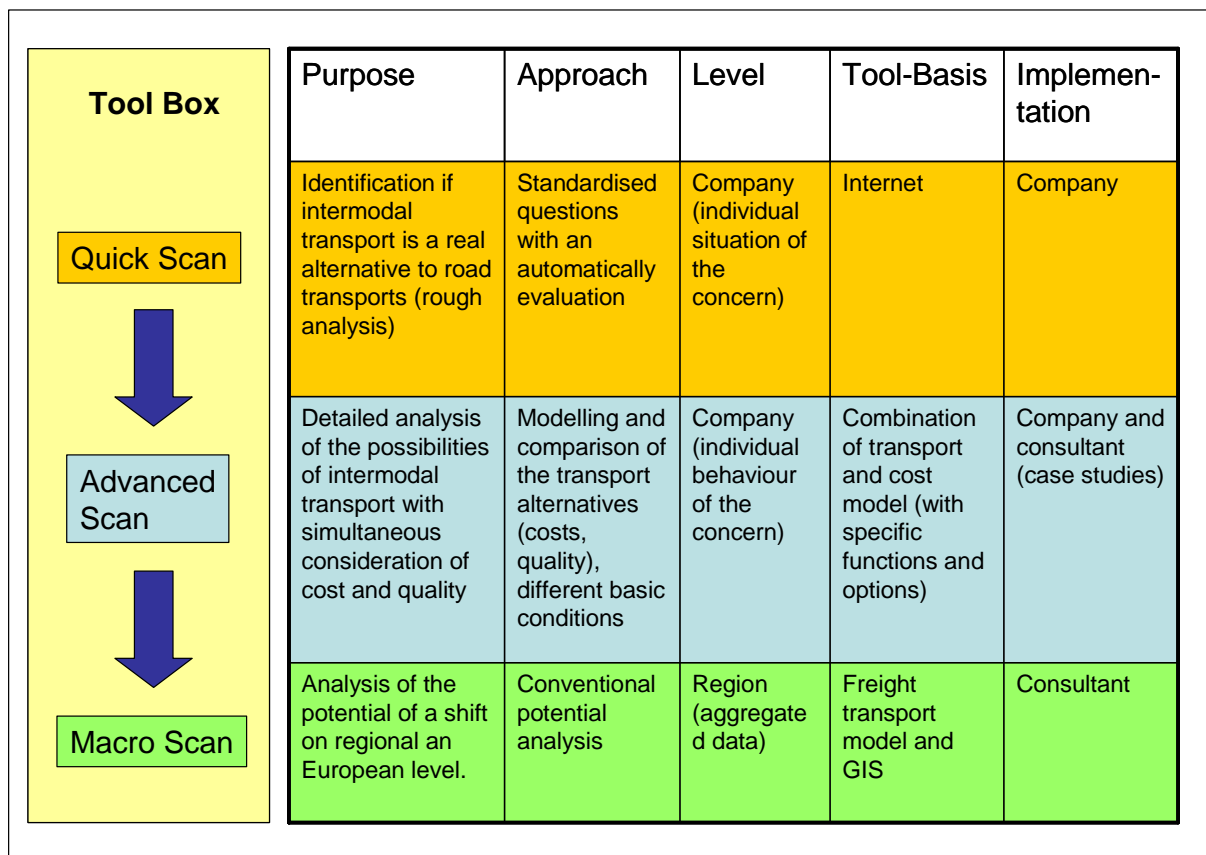 Tool Box
Quick Scan
Advanced
Scan
Macro Scan
Purpose
Approach
Level
Tool-Basis
Implemen-
tation
Identification if
intermodal
transport is a real
alternative to road
transports (rough
analysis)
Standardised
questions
with an
automatically
evaluation
Company
(individual
situation of
the
concern)
Internet
Company
Detailed analysis
of the possibilities
of intermodal
transport with
simultaneous
consideration of
cost and quality
Modelling and
comparison of
the transport
alternatives
(costs,
quality),
different basic
conditions
Company
(individual
behaviour of
the
concern)
Combination
of transport
and cost
model (with
specific
functions and
options)
Company and
consultant
(case studies)
Analysis of the
potential of a shift
on regional an
European level.
Conventional
potential
analysis
Region
(aggregate
d data)
Freight
transport
model and
GIS
Consultant